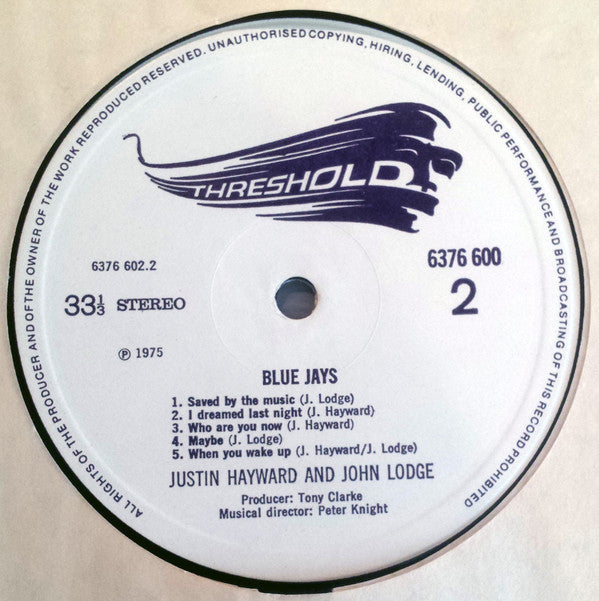 ALL RIGHTS OF THE PRODUCER AND OF THE OWNER OF THE WORK REPRODUCED RESERVED. UNAUTHORISED COPYING, HIRING, LENDING, PUBLIC PERFORMANCE AND BROADCASTING OF THIS RECORD PROHIBITED
THRESHOLD
6376 602.2
6376 600
33⅓ STEREO
2
℗ 1975
BLUE JAYS
1. Saved by the music (J. Lodge)
2. I dreamed last night (J. Hayward)
3. Who are you now (J. Hayward)
4. Maybe (J. Lodge)
5. When you wake up (J. Hayward/J. Lodge)
JUSTIN HAYWARD AND JOHN LODGE
Producer: Tony Clarke
Musical director: Peter Knight